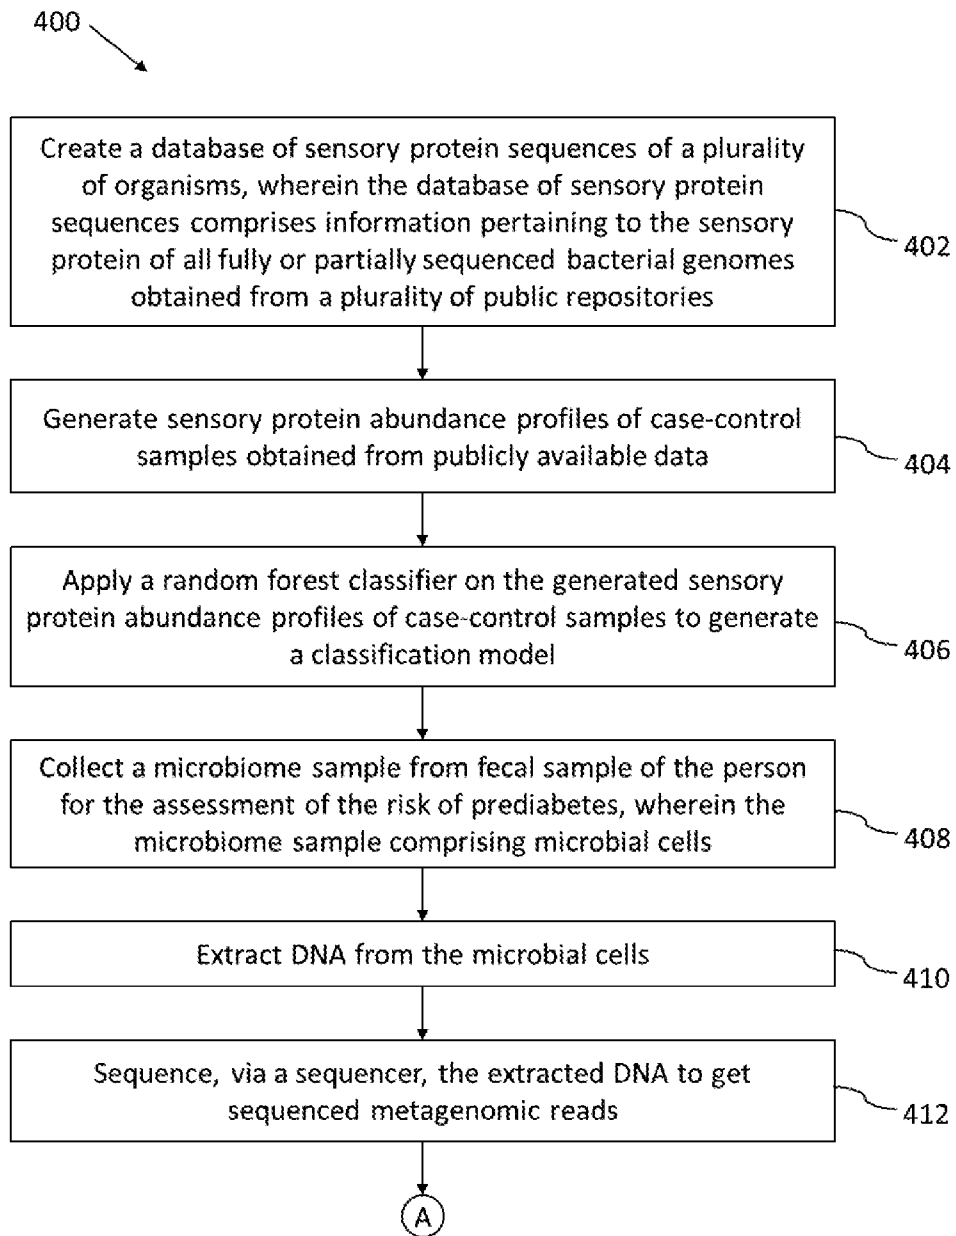 400
Create a database of sensory protein sequences of a plurality
of organisms, wherein the database of sensory protein
sequences comprises information pertaining to the sensory
protein of all fully or partially sequenced bacterial genomes
obtained from a plurality of public repositories
402
Generate sensory protein abundance profiles of case-control
samples obtained from publicly available data
404
Apply a random forest classifier on the generated sensory
protein abundance profiles of case-control samples to generate
a classification model
406
Collect a microbiome sample from fecal sample of the person
for the assessment of the risk of prediabetes, wherein the
microbiome sample comprising microbial cells
408
Extract DNA from the microbial cells
410
Sequence, via a sequencer, the extracted DNA to get
sequenced metagenomic reads
412
A